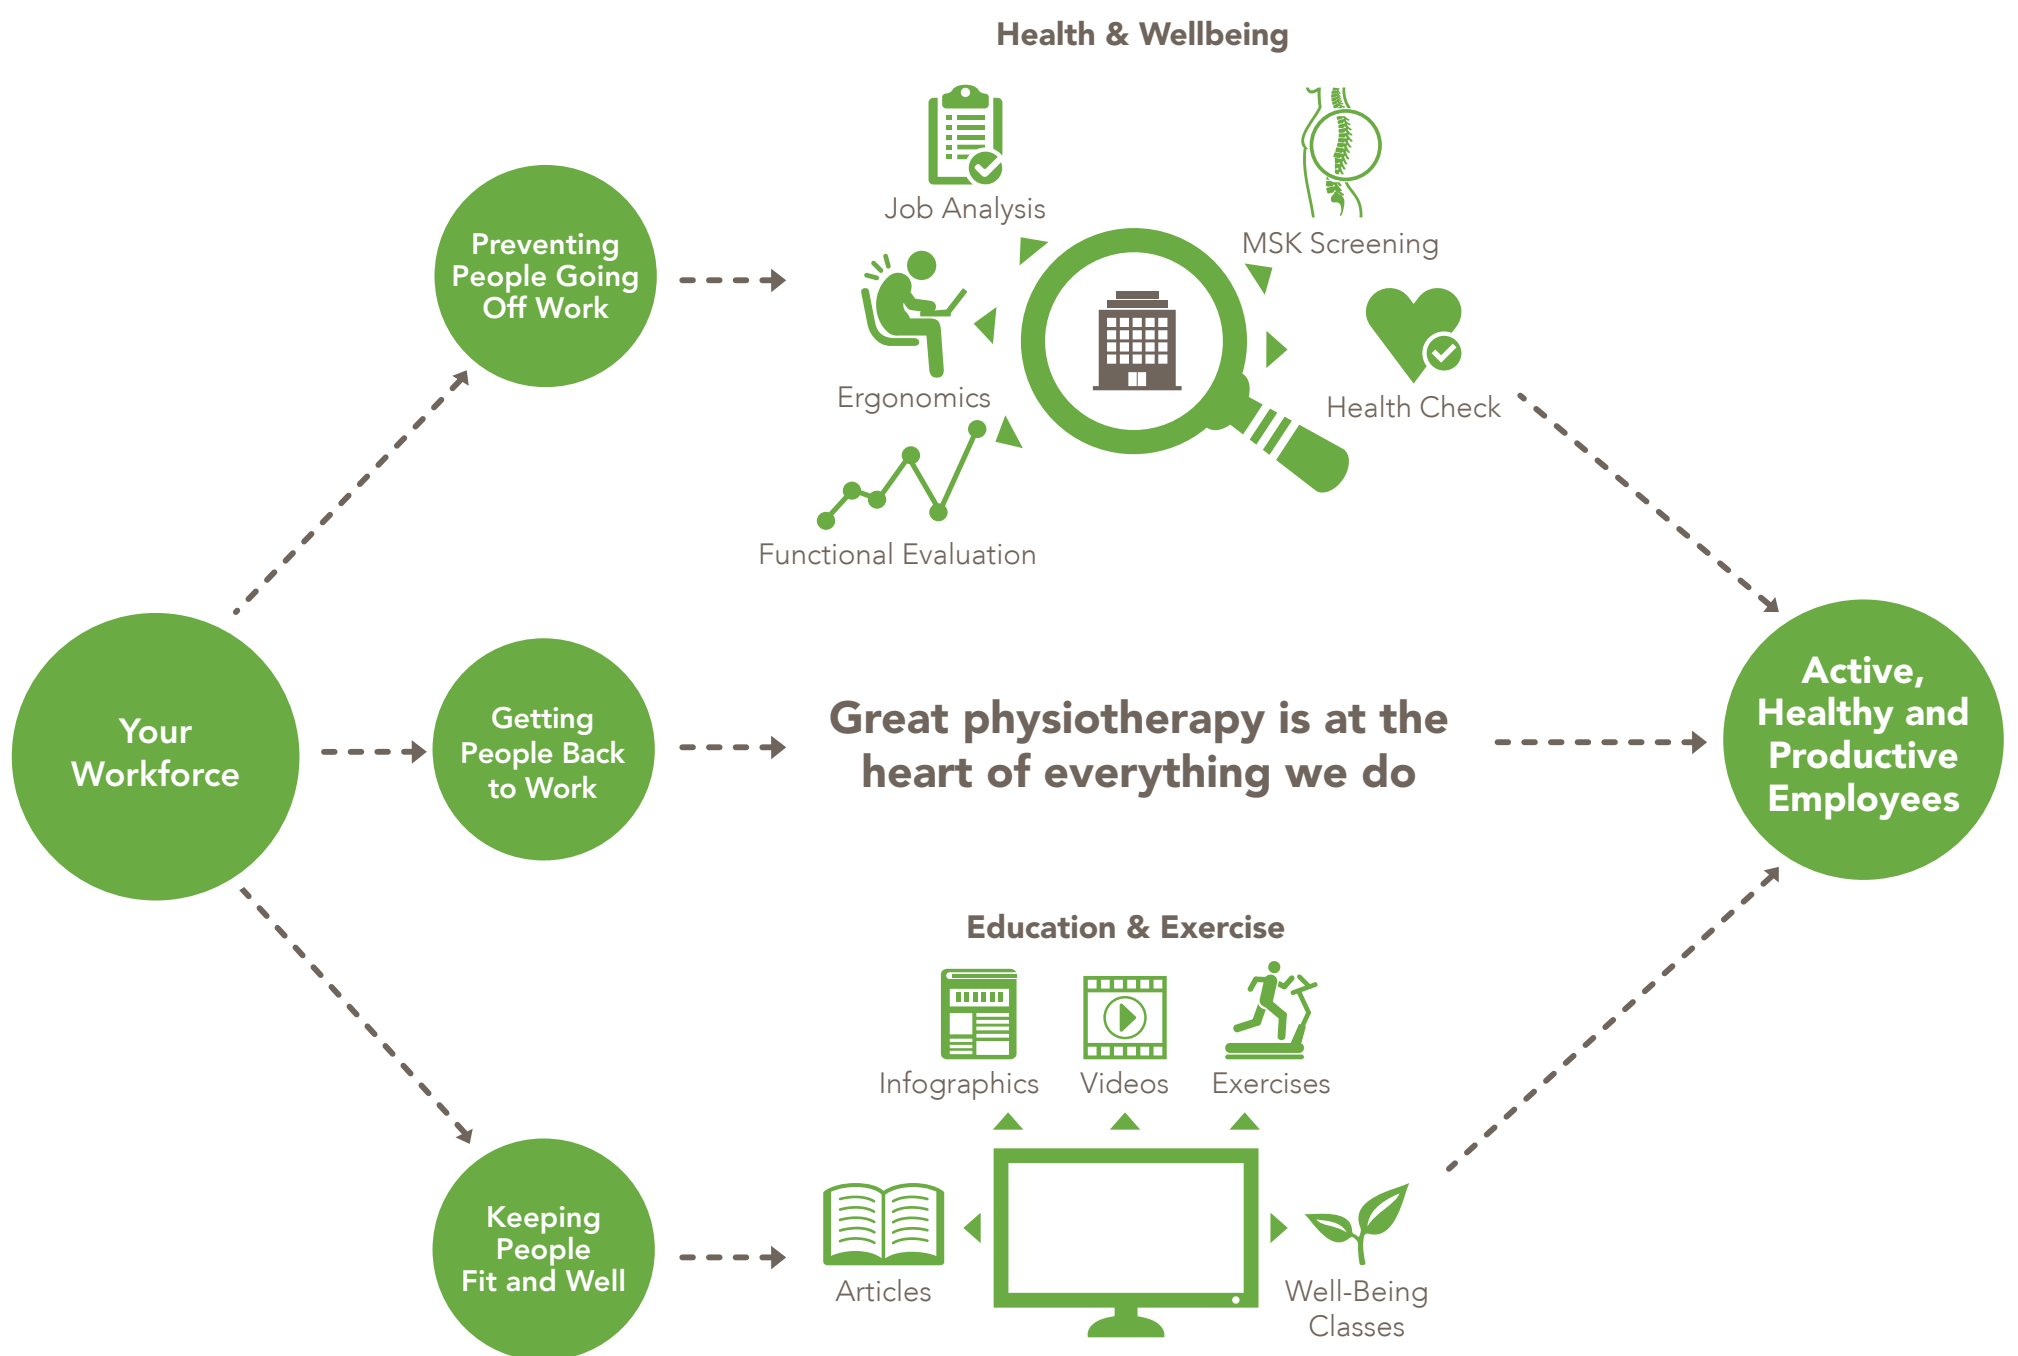 Health & Wellbeing
Job Analysis
MSK Screening
Preventing
People Going
Off Work
Ergonomics
Health Check
Functional Evaluation
Your
Workforce
Getting
People Back
to Work
Great physiotherapy is at the
heart of everything we do
Active,
Healthy and
Productive
Employees
Education & Exercise
Infographics
Videos
Exercises
Keeping
People
Fit and Well
Articles
Well-Being
Classes